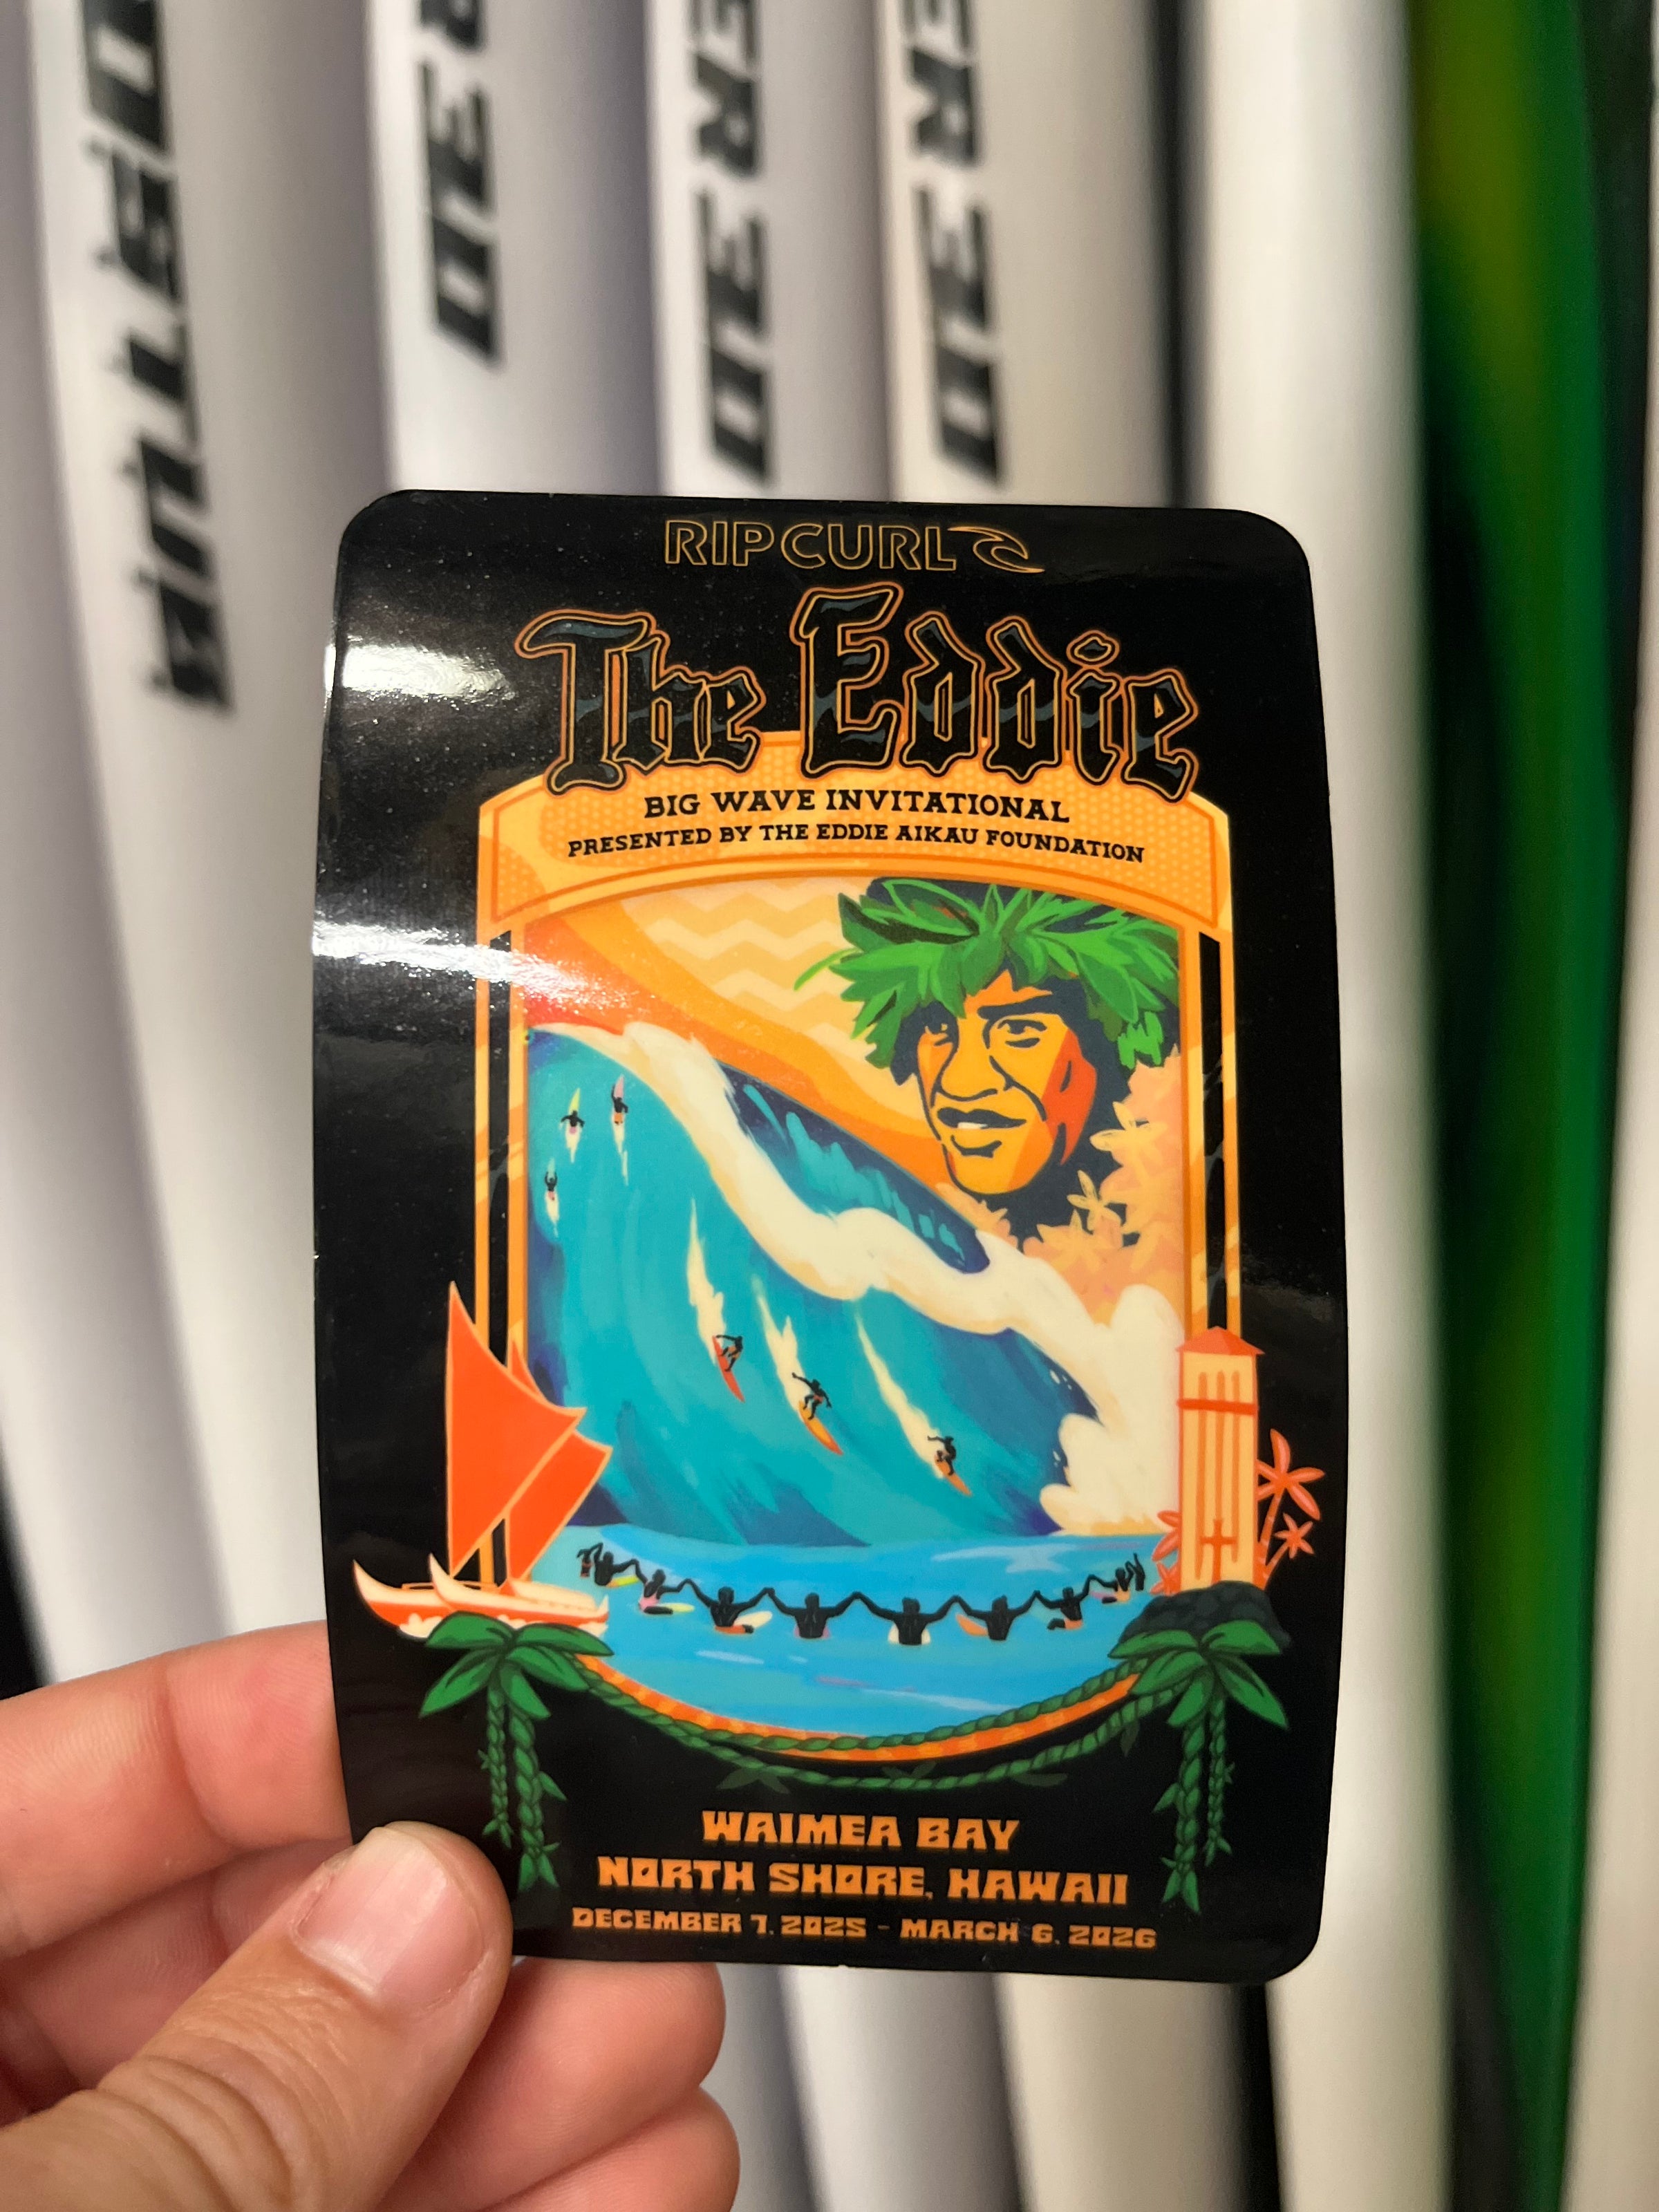 RIP CURL
The Eddie
BIG WAVE INVITATIONAL
PRESENTED BY THE EDDIE AIKAU FOUNDATION
WAIMEA BAY
NORTH SHORE, HAWAII
DECEMBER 7, 2025 - MARCH 6, 2026